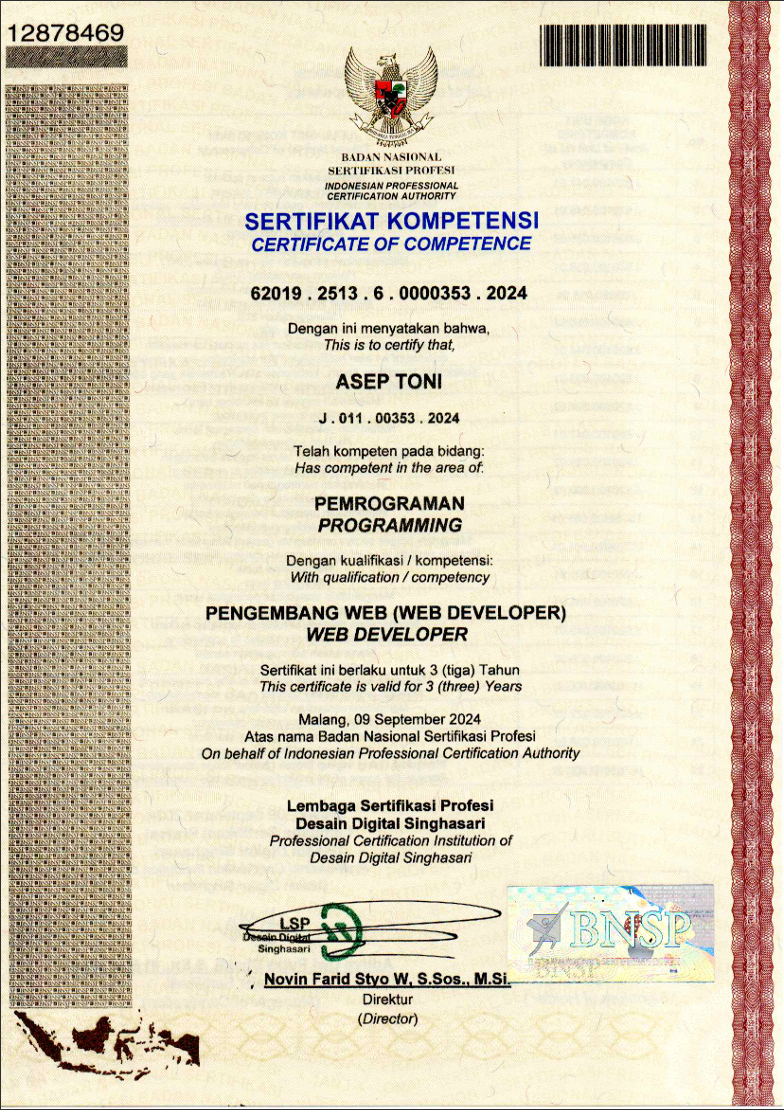 12878469
BADAN NASIONAL
SERTIFIKASI PROFESI
INDONESIAN PROFESSIONAL
CERTIFICATION AUTHORITY
SERTIFIKAT KOMPETENSI
CERTIFICATE OF COMPETENCE
62019 . 2513 . 6 . 0000353 . 2024
Dengan ini menyatakan bahwa,
This is to certify that,
ASEP TONI
J . 011 . 00353 . 2024
Telah kompeten pada bidang:
Has competent in the area of:
PEMROGRAMAN
PROGRAMMING
Dengan kualifikasi / kompetensi:
With qualification / competency
PENGEMBANG WEB (WEB DEVELOPER)
WEB DEVELOPER
Sertifikat ini berlaku untuk 3 (tiga) Tahun
This certificate is valid for 3 (three) Years
Malang, 09 September 2024
Atas nama Badan Nasional Sertifikasi Profesi
On behalf of Indonesian Professional Certification Authority
Lembaga Sertifikasi Profesi
Desain Digital Singhasari
Professional Certification Institution of
Desain Digital Singhasari
LSP
Desain Digital
Singhasari
BNSP
BNSP
Novin Farid Styo W, S.Sos., M.Si.
Direktur
(Director)